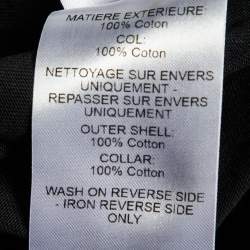 MATIERE EXTERIEURE:
100% Coton
COL:
100% Coton
NETTOYAGE SUR ENVERS
UNIQUEMENT -
REPASSER SUR ENVERS
UNIQUEMENT
OUTER SHELL:
100% Cotton
COLLAR:
100% Cotton
WASH ON REVERSE SIDE
- IRON REVERSE SIDE
ONLY